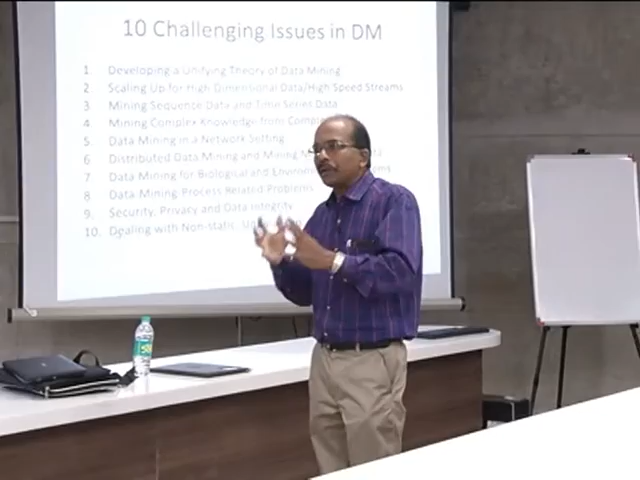 10 Challenging Issues in DM
1. Developing a Unifying Theory of Data Mining
2 Scaling Up for High Dimensional Data/High Speed Streams
3 Mining Sequence Data and Time Series Data
4. Mining Complex Knowledge from
5. Data Mining in a Network Setting
6 Distributed Data Mining and Mining
7 Data Mining for Biological and
8 Data-Mining-Process Related Problems
9. Security, Privacy and Data Integrity
10. Dealing with Non-static